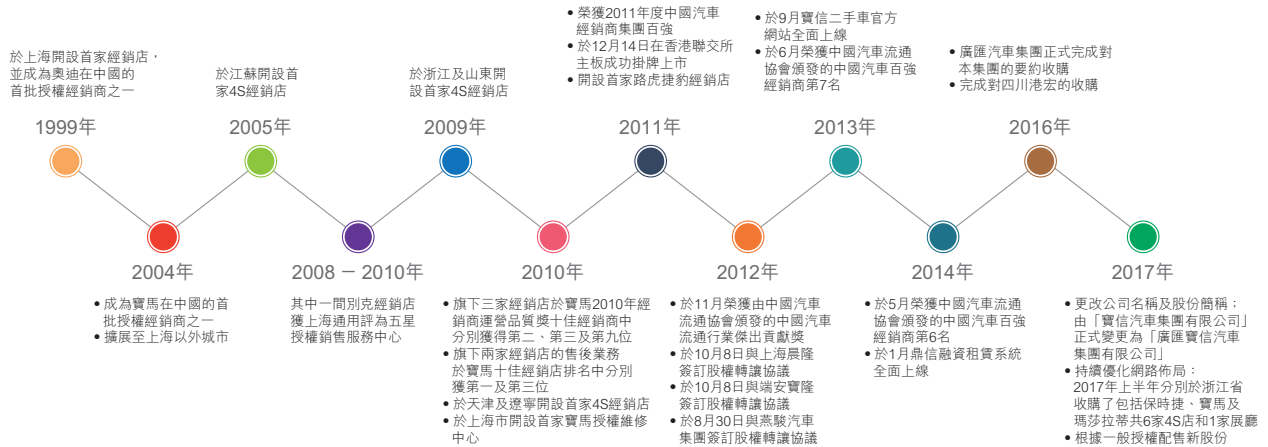 於上海開設首家經銷店，
並成為奧迪在中國的
首批授權經銷商之一
1999年
2004年
• 成為寶馬在中國的首
批授權經銷商之一
• 擴展至上海以外城市
於江蘇開設首
家4S經銷店
2005年
2008 － 2010年
其中一間別克經銷店
獲上海通用評為五星
授權銷售服務中心
於浙江及山東開
設首家4S經銷店
2009年
2010年
• 旗下三家經銷店於寶馬2010年經
銷商運營品質獎十佳經銷商中
分別獲得第二、第三及第九位
• 旗下兩家經銷店的售後業務
於寶馬十佳經銷店排名中分別
獲第一及第三位
• 於天津及遼寧開設首家4S經銷店
• 於上海市開設首家寶馬授權維修
中心
• 榮獲2011年度中國汽車
經銷商集團百強
• 於12月14日在香港聯交所
主板成功掛牌上市
• 開設首家路虎捷豹經銷店
2011年
2012年
• 於11月榮獲由中國汽車
流通協會頒發的中國汽車
流通行業傑出貢獻獎
• 於10月8日與上海晨隆
簽訂股權轉讓協議
• 於10月8日與端安寶隆
簽訂股權轉讓協議
• 於8月30日與燕駿汽車
集團簽訂股權轉讓協議
• 於9月寶信二手車官方
網站全面上線
• 於6月榮獲中國汽車流通
協會頒發的中國汽車百強
經銷商第7名
2013年
2014年
• 於5月榮獲中國汽車流通
協會頒發的中國汽車百強
經銷商第6名
• 於1月鼎信融資租賃系統
全面上線
• 廣匯汽車集團正式完成對
本集團的要約收購
• 完成對四川港宏的收購
2016年
2017年
• 更改公司名稱及股份簡稱；
由「寶信汽車集團有限公司」
正式變更為「廣匯寶信汽車
集團有限公司」
• 持續優化網路佈局：
2017年上半年分別於浙江省
收購了包括保時捷、寶馬及
瑪莎拉蒂共6家4S店和1家展廳
• 根據一般授權配售新股份